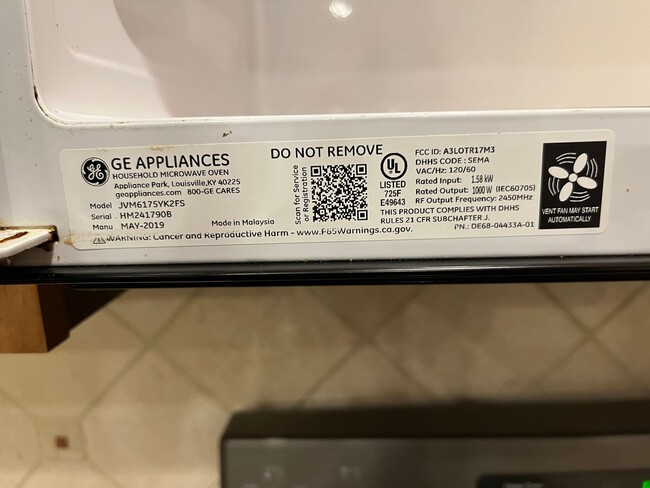 GE APPLIANCES
HOUSEHOLD MICROWAVE OVEN
Appliance Park, Louisville, KY 40225
geappliances.com 800-GE CARES
Model JVM6175YK2FS
Serial HM241790B
Manu MAY-2019
Made in Malaysia
WARNING: Cancer and Reproductive Harm - www.P65Warnings.ca.gov.
DO NOT REMOVE
Scan for Service
or Registration
UL
LISTED
725F
E49643
FCC ID: A3LOTR17M3
DHHS CODE : SEMA
VAC/Hz: 120/60
Rated Input: 1.58 kW
Rated Output: 1000 W (IEC60705)
RF Output Frequency: 2450MHz
THIS PRODUCT COMPLIES WITH DHHS
RULES 21 CFR SUBCHAPTER J.
PN.: DE68-04433A-01
VENT FAN MAY START
AUTOMATICALLY